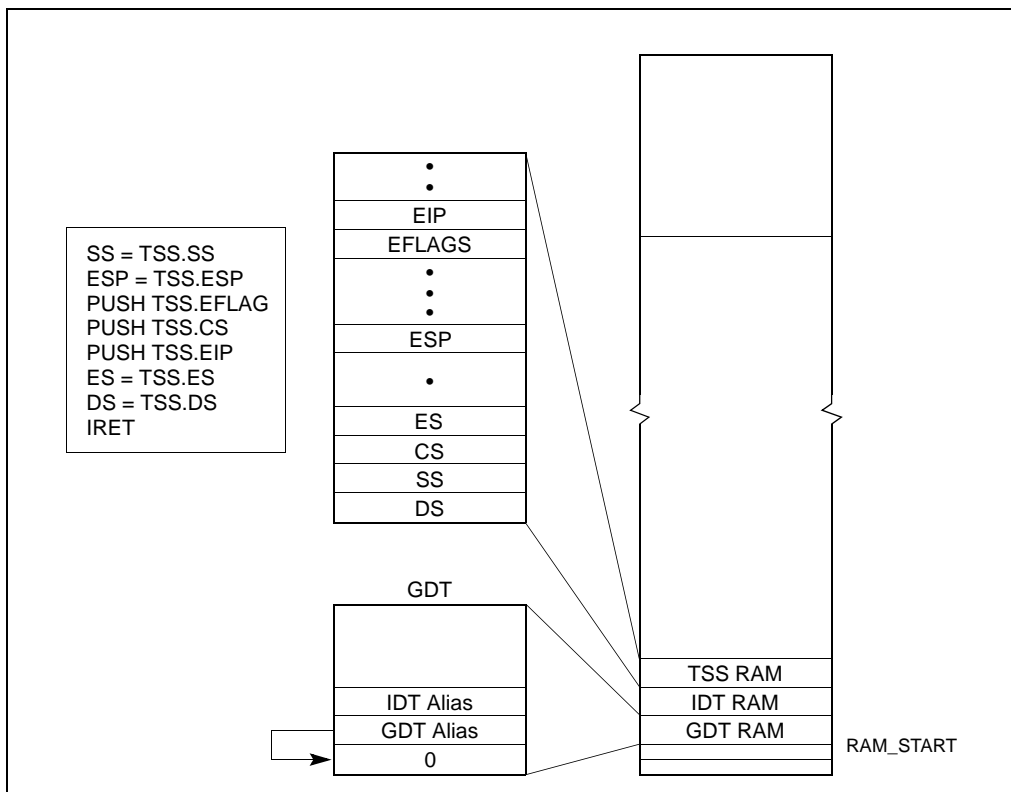 SS = TSS.SS
ESP = TSS.ESP
PUSH TSS.EFLAG
PUSH TSS.CS
PUSH TSS.EIP
ES = TSS.ES
DS = TSS.DS
IRET
EIP
EFLAGS
ESP
ES
CS
SS
DS
GDT
IDT Alias
GDT Alias
0
TSS RAM
IDT RAM
GDT RAM
RAM_START